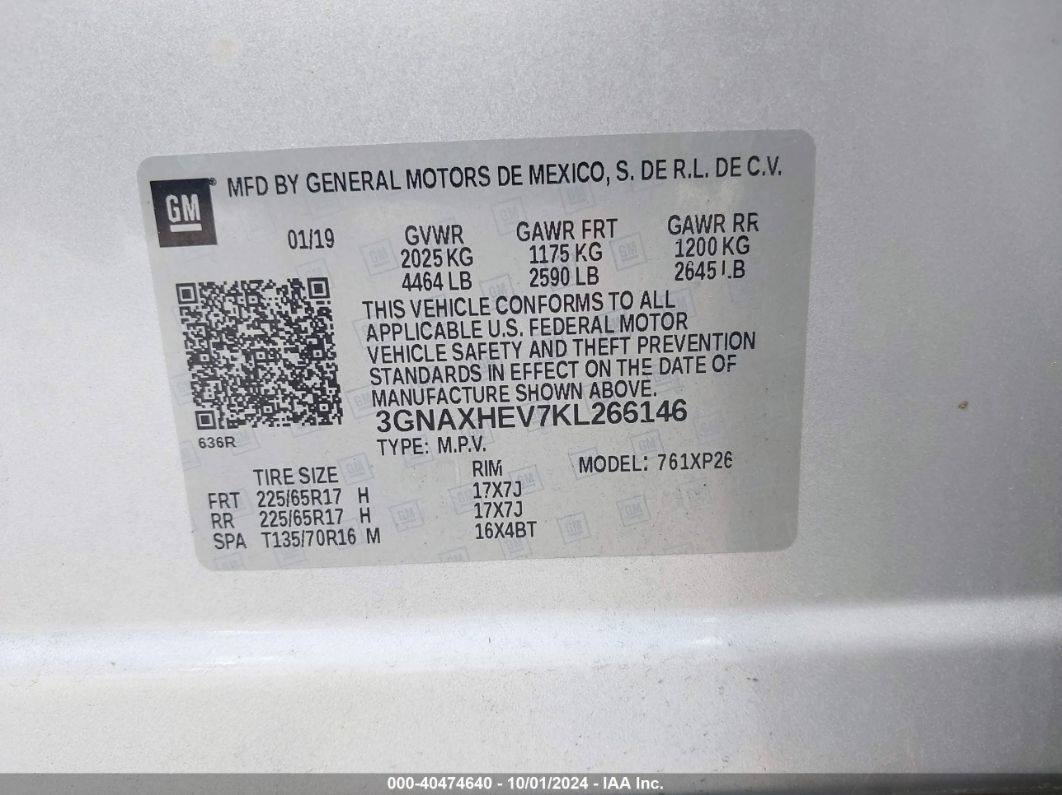 GM
MFD BY GENERAL MOTORS DE MEXICO, S. DE R.L. DE C.V.
01/19 GVWR GAWR FRT GAWR RR
2025 KG 1175 KG 1200 KG
4464 LB 2590 LB 2645 LB
THIS VEHICLE CONFORMS TO ALL
APPLICABLE U.S. FEDERAL MOTOR
VEHICLE SAFETY AND THEFT PREVENTION
STANDARDS IN EFFECT ON THE DATE OF
MANUFACTURE SHOWN ABOVE.
3GNAXHEV7KL266146
636R
TYPE: M.P.V.
TIRE SIZE RIM MODEL: 761XP26
FRT 225/65R17 H 17X7J
RR 225/65R17 H 17X7J
SPA T135/70R16 M 16X4BT
000-40474640 - 10/01/2024 - IAA Inc.